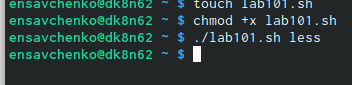 ensavchenko@dk8n62 ~ $ touch lab101.sh
ensavchenko@dk8n62 ~ $ chmod +x lab101.sh
ensavchenko@dk8n62 ~ $ ./lab101.sh less
ensavchenko@dk8n62 ~ $